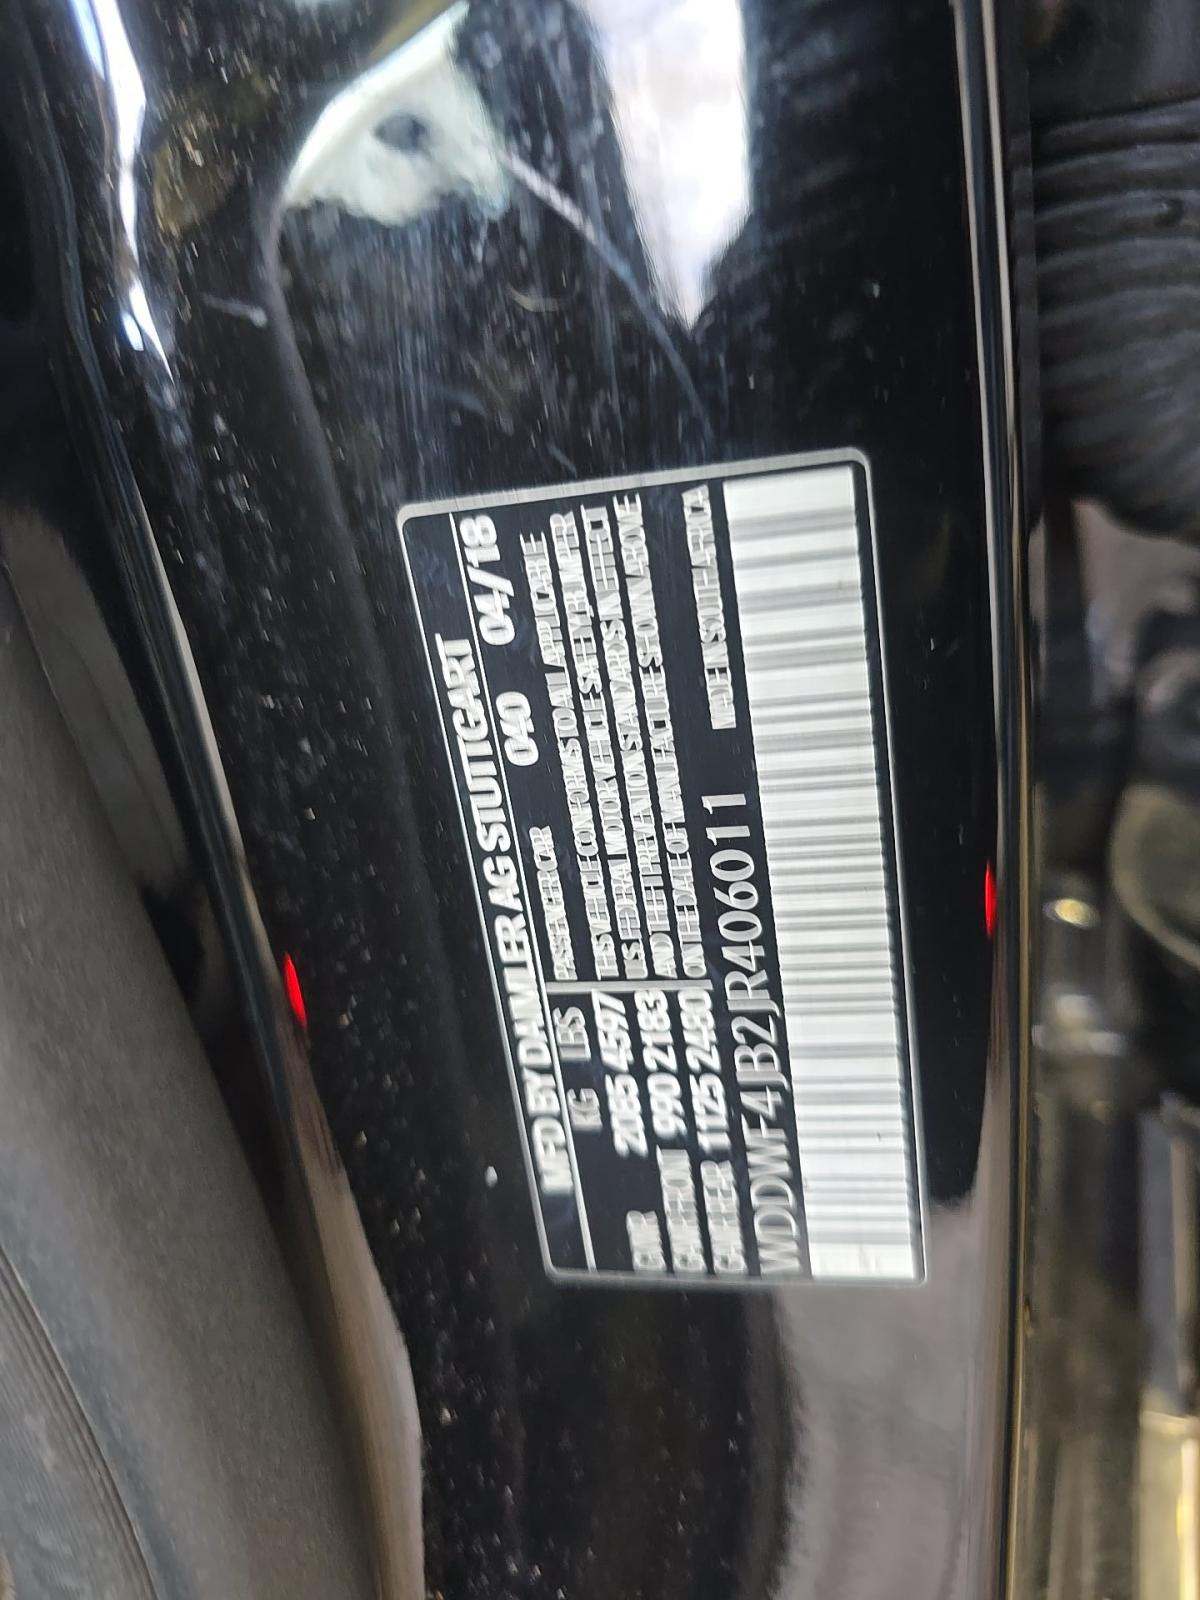 MFD BY DAIMLER AG STUTTGART
KG LBS PASSENGER CAR 040 04/18
GVWR 2085 4597 THIS VEHICLE CONFORMS TO ALL APPLICABLE
U.S. FEDRAL MOTOR VEHICLE SAFETY, BUMPER
GAWR FRONT 990 2183 AND THEFT PREVENTION STANDARDS IN EFFECT
GAWR REER 1125 2480 ON THE DATE OF MANUFACTURE SHOWN ABOVE
WDDWF4JB2JR406011 MADE IN SOUTH AFRICA